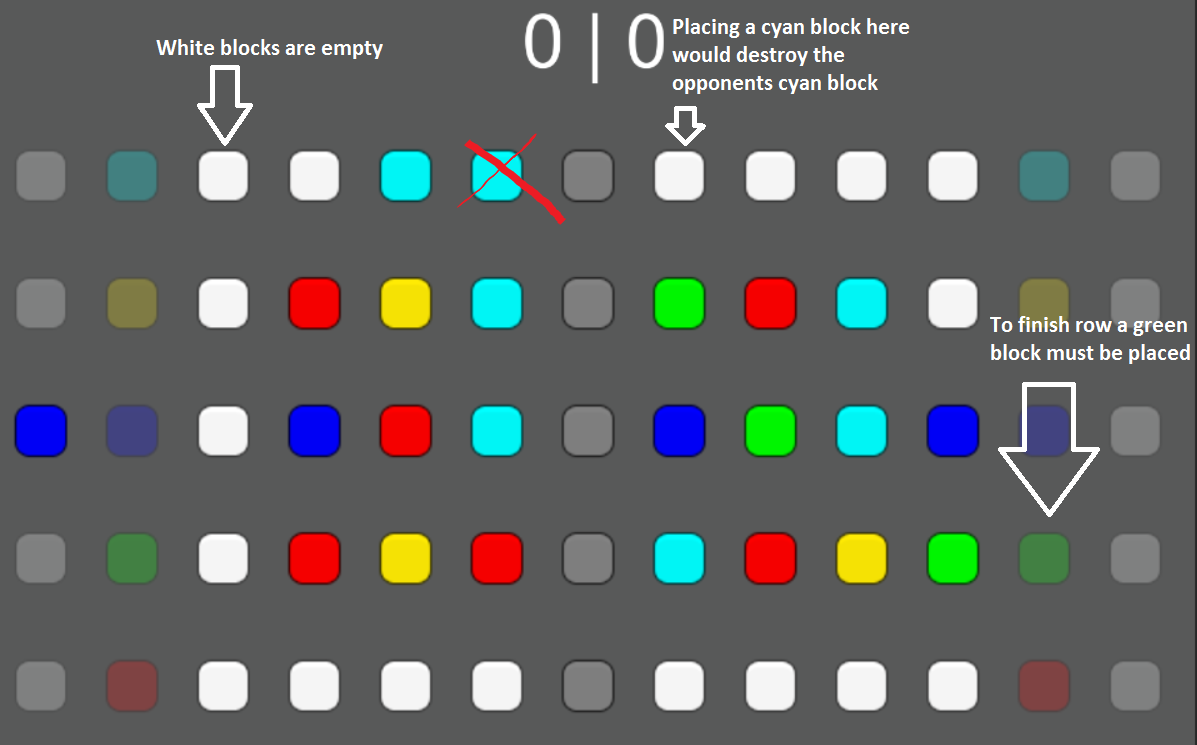 White blocks are empty
0 | 0
Placing a cyan block here
would destroy the
opponents cyan block
To finish row a green
block must be placed